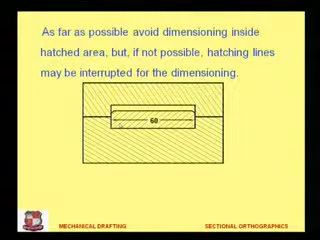 As far as possible avoid dimensioning inside
hatched area, but, if not possible, hatching lines
may be interrupted for the dimensioning.
60
MECHANICAL DRAFTING SECTIONAL ORTHOGRAPHICS